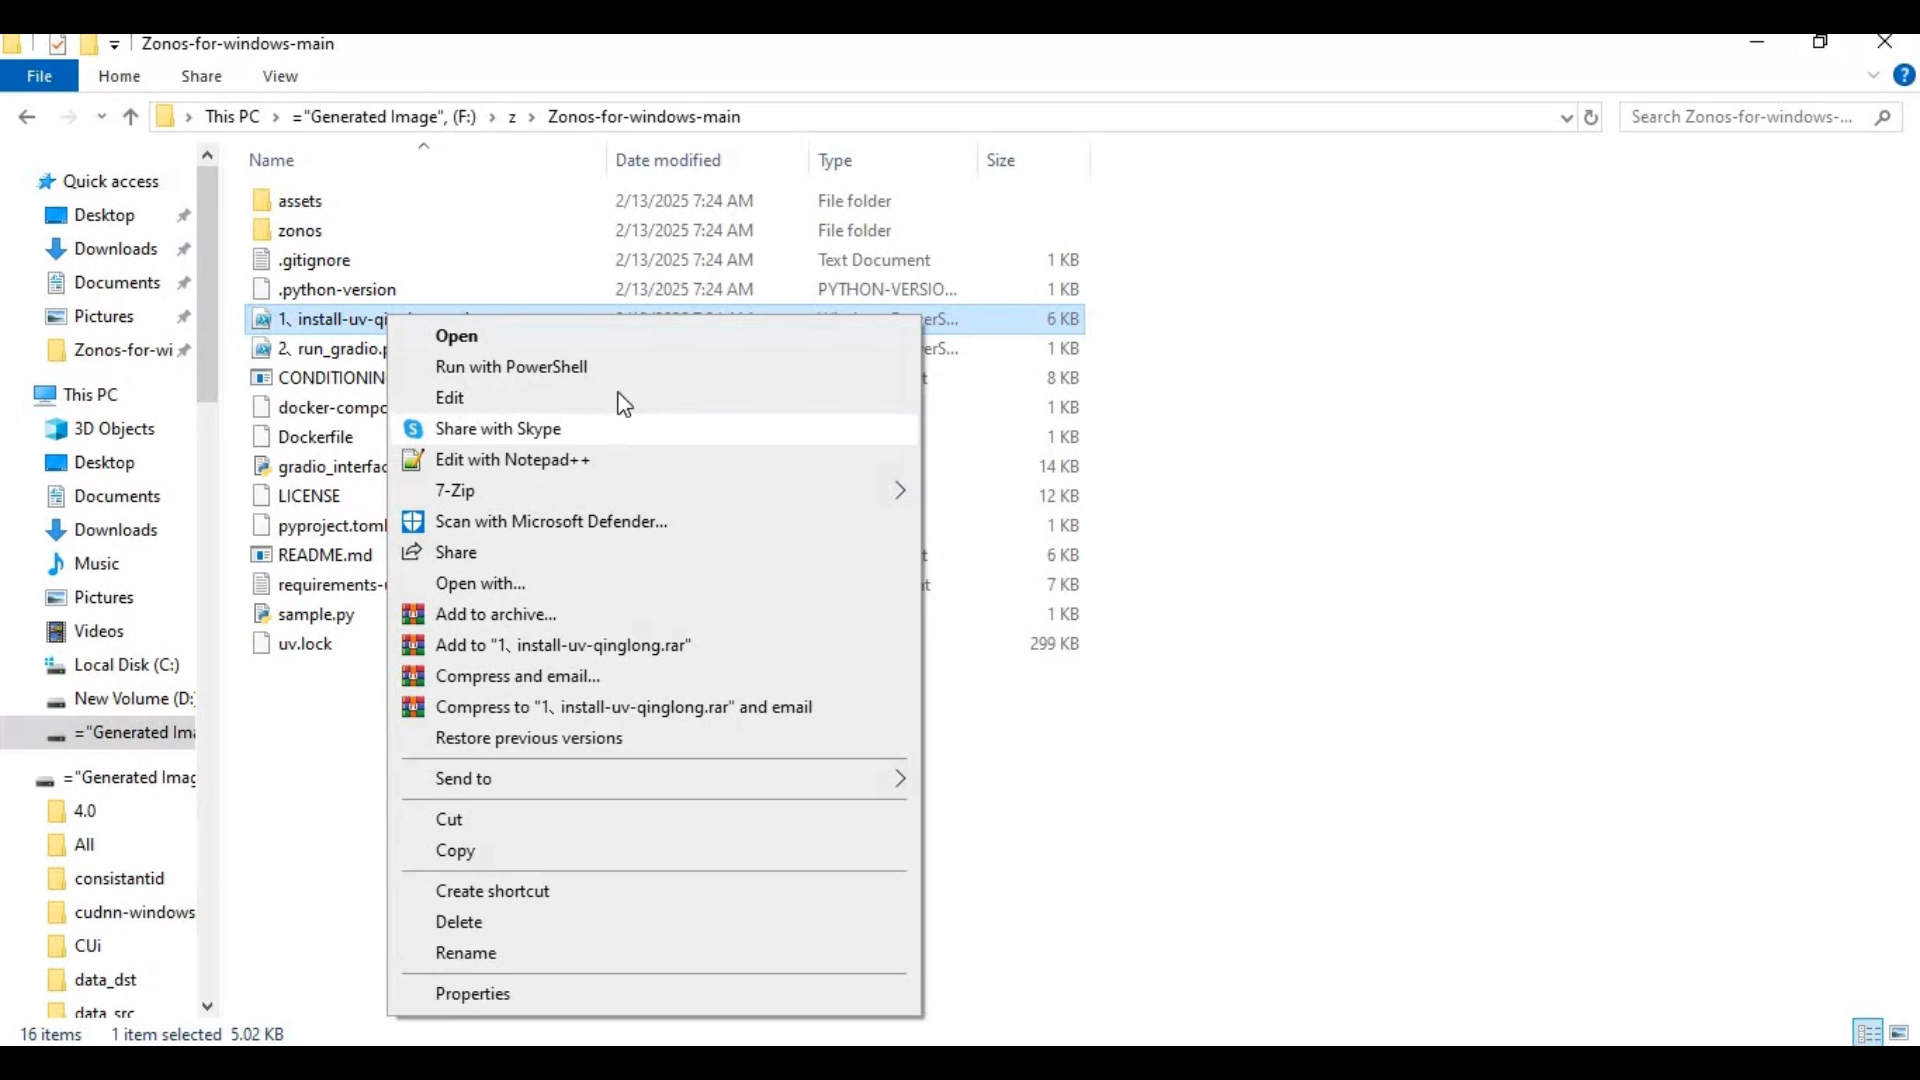 Zonos-for-windows-main
File Home Share View
This PC > ="Generated Image", (F:) > z > Zonos-for-windows-main
Search Zonos-for-windows-...
Name Date modified Type Size
Quick access
Desktop
Downloads
Documents
Pictures
Zonos-for-wi
This PC
3D Objects
Desktop
Documents
Downloads
Music
Pictures
Videos
Local Disk (C:)
New Volume (D:
="Generated Ima
="Generated Imag
4.0
All
consistantid
cudnn-windows
CUi
data_dst
data_src
assets 2/13/2025 7:24 AM File folder
zonos 2/13/2025 7:24 AM File folder
.gitignore 2/13/2025 7:24 AM Text Document 1 KB
.python-version 2/13/2025 7:24 AM PYTHON-VERSIO... 1 KB
1、install-uv-qi erS... 6 KB
2、run_gradio.p erS... 1 KB
CONDITIONIN t 8 KB
docker-compo 1 KB
Dockerfile 1 KB
gradio_interfac 14 KB
LICENSE 12 KB
pyproject.toml 1 KB
README.md t 6 KB
requirements-u nt 7 KB
sample.py 1 KB
uv.lock 299 KB
Open
Run with PowerShell
Edit
Share with Skype
Edit with Notepad++
7-Zip
Scan with Microsoft Defender...
Share
Open with...
Add to archive...
Add to "1、install-uv-qinglong.rar"
Compress and email...
Compress to "1、install-uv-qinglong.rar" and email
Restore previous versions
Send to
Cut
Copy
Create shortcut
Delete
Rename
Properties
16 items 1 item selected 5.02 KB